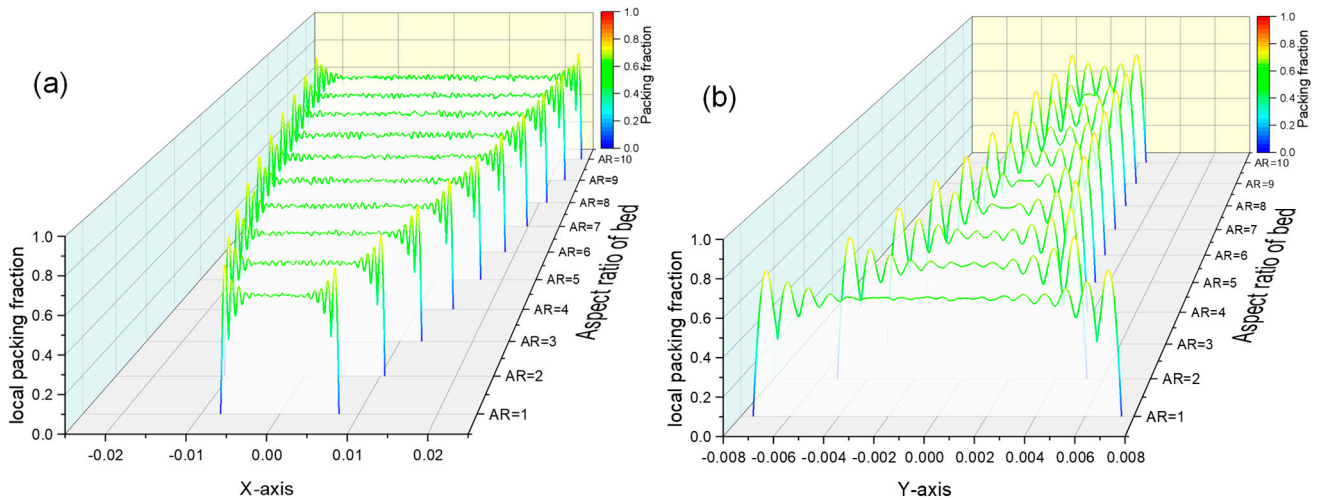 (a)
1.0
0.8
0.6
0.4
0.2
0.0
Packing fraction
AR=10
AR=9
AR=8
AR=7
AR=6
AR=5
AR=4
AR=3
AR=2
AR=1
Aspect ratio of bed
1.0
0.8
0.6
0.4
0.2
0.0
local packing fraction
-0.02
-0.01
0.00
0.01
0.02
X-axis
(b)
1.0
0.8
0.6
0.4
0.2
0.0
Packing fraction
AR=10
AR=9
AR=8
AR=7
AR=6
AR=5
AR=4
AR=3
AR=2
AR=1
Aspect ratio of bed
1.0
0.8
0.6
0.4
0.2
0.0
local packing fraction
-0.008
-0.006
-0.004
-0.002
0.000
0.002
0.004
0.006
0.008
Y-axis